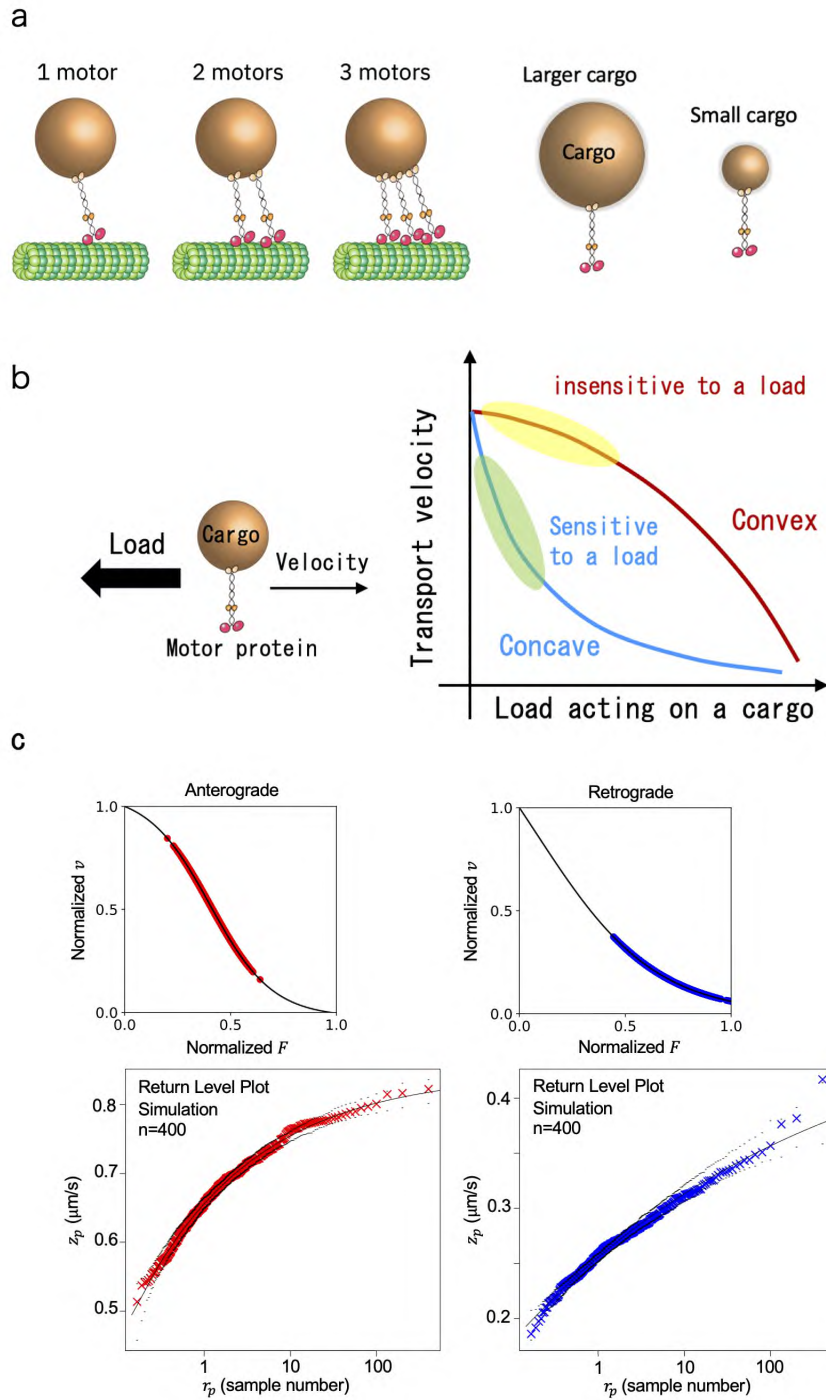 a
1 motor
2 motors
3 motors
Larger cargo
Cargo
Small cargo
b
Load
Cargo
Velocity
Motor protein
Transport velocity
insensitive to a load
Sensitive
to a load
Convex
Concave
Load acting on a cargo
c
Anterograde
Normalized v
1.0
0.5
0.0
0.0
0.5
1.0
Normalized F
Retrograde
Normalized v
1.0
0.5
0.0
0.0
0.5
1.0
Normalized F
Return Level Plot
Simulation
n=400
zp (μm/s)
0.8
0.7
0.6
0.5
1
10
100
rp (sample number)
Return Level Plot
Simulation
n=400
zp (μm/s)
0.4
0.3
0.2
1
10
100
rp (sample number)